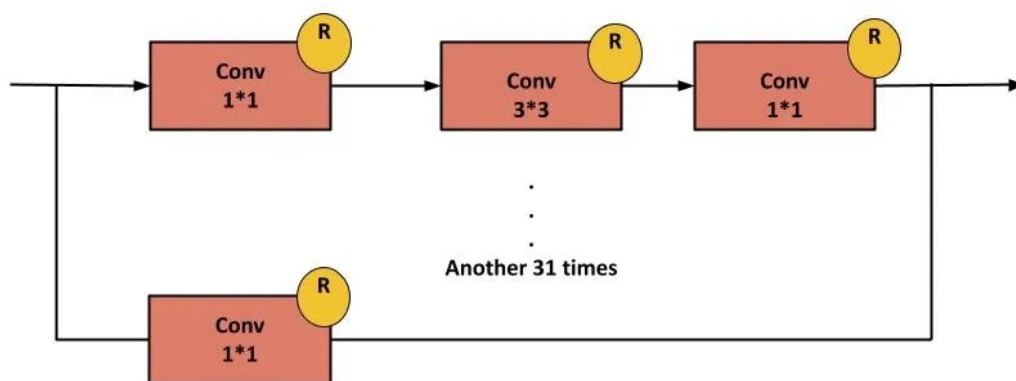 R
Conv
1*1
R
Conv
3*3
R
Conv
1*1
.
.
.
Another 31 times
R
Conv
1*1